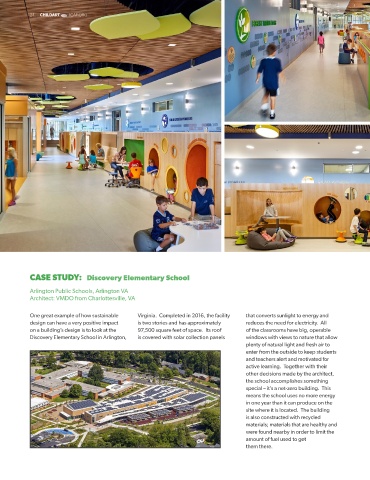 CHILDART
CASE STUDY: Discovery Elementary School
Arlington Public Schools, Arlington VA
Architect: VMDO from Charlottesville, VA
One great example of how sustainable
design can have a very positive impact
on a building's design is to look at the
Discovery Elementary School in Arlington,
Virginia. Completed in 2016, the facility
is two stories and has approximately
97,500 square feet of space. Its roof
is covered with solar collection panels
that converts sunlight to energy and
reduces the need for electricity. All
of the classrooms have big, operable
windows with views to nature that allow
plenty of natural light and fresh air to
enter from the outside to keep students
and teachers alert and motivated for
active learning. Together with their
other decisions made by the architect,
the school accomplishes something
special – it's a net-zero building. This
means the school uses no more energy
in one year than it can produce on the
site where it is located. The building
is also constructed with recycled
materials; materials that are healthy and
were found nearby in order to limit the
amount of fuel used to get
them there.